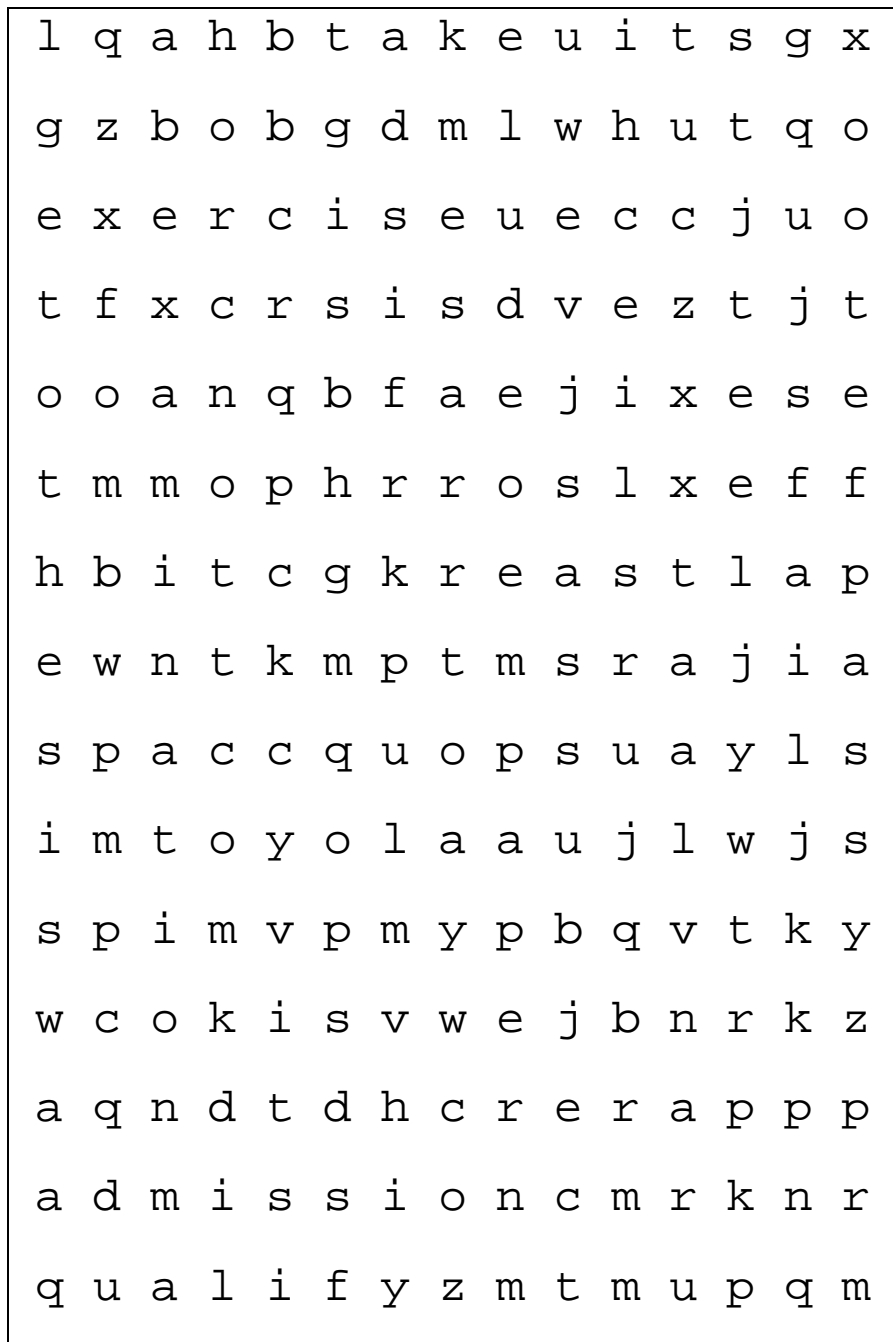 l q a h b t a k e u i t s g x
g z b o b g d m l w h u t q o
e x e r c i s e u e c c j u o
t f x c r s i s d v e z t j t
o o a n q b f a e j i x e s e
t m m o p h r r o s l x e f f
h b i t c g k r e a s t l a p
e w n t k m p t m s r a j i a
s p a c c q u o p s u a y l s
i m t o y o l a a u j l w j s
s p i m v p m y p b q v t k y
w c o k i s v w e j b n r k z
a q n d t d h c r e r a p p p
a d m i s s i o n c m r k n r
q u a l i f y z m t m u p q m